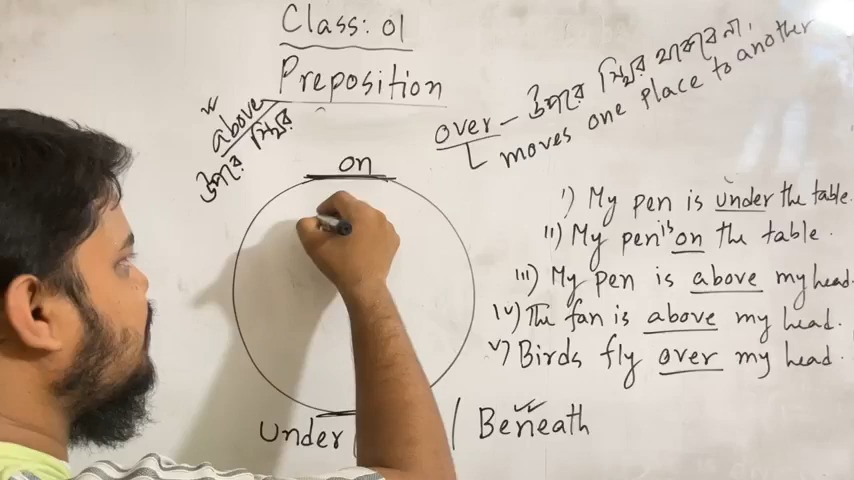 Class: 01
Preposition
above
উপরে স্থির
over - উপরে স্থির থাকবে না।
moves one place to another
on
i) My pen is under the table.
ii) My pen is on the table.
iii) My pen is above my head.
iv) The fan is above my head.
v) Birds fly over my head.
under / Beneath